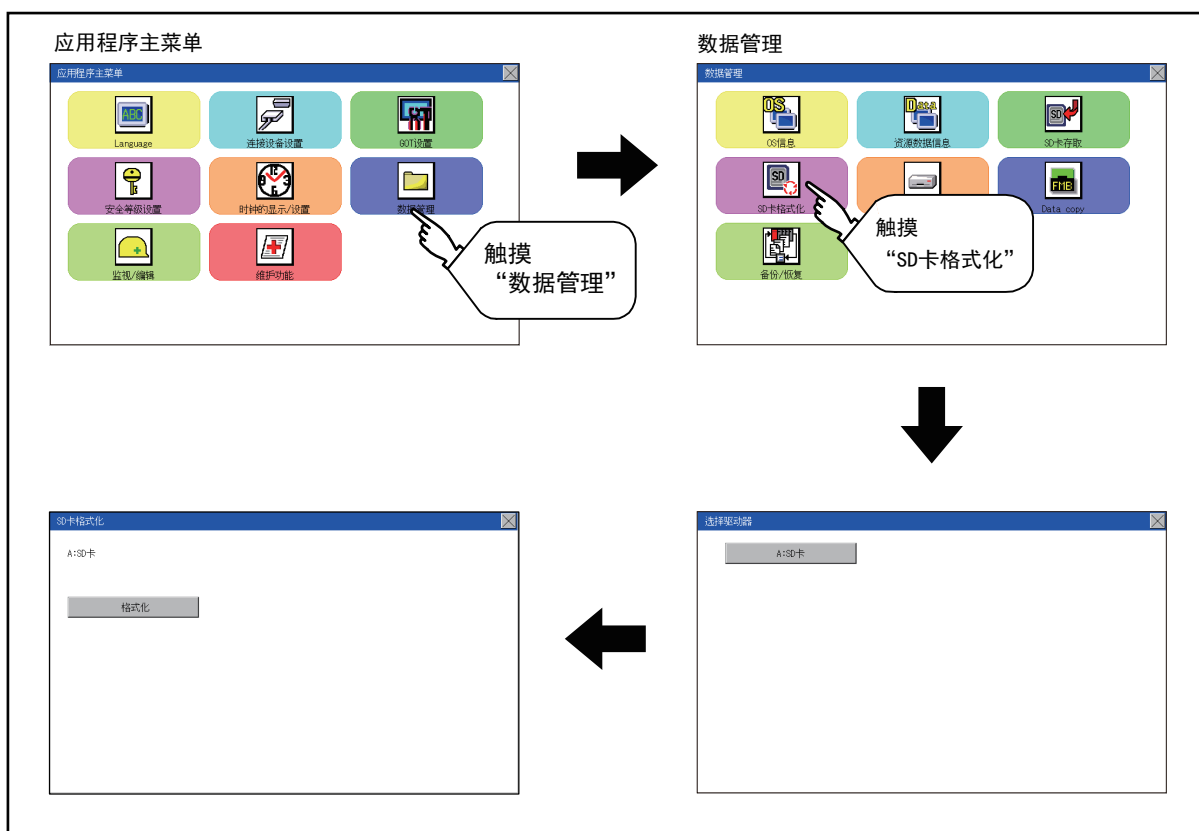 应用程序主菜单
应用程序主菜单
Language
连接设备设置
GOT设置
安全等级设置
时钟的显示/设置
数据管理
监视/编辑
维护功能
触摸
“数据管理”
数据管理
数据管理
OS信息
资源数据信息
SD卡存取
SD卡格式化
Data copy
备份/恢复
触摸
“SD卡格式化”
选择驱动器
A:SD卡
SD卡格式化
A:SD卡
格式化